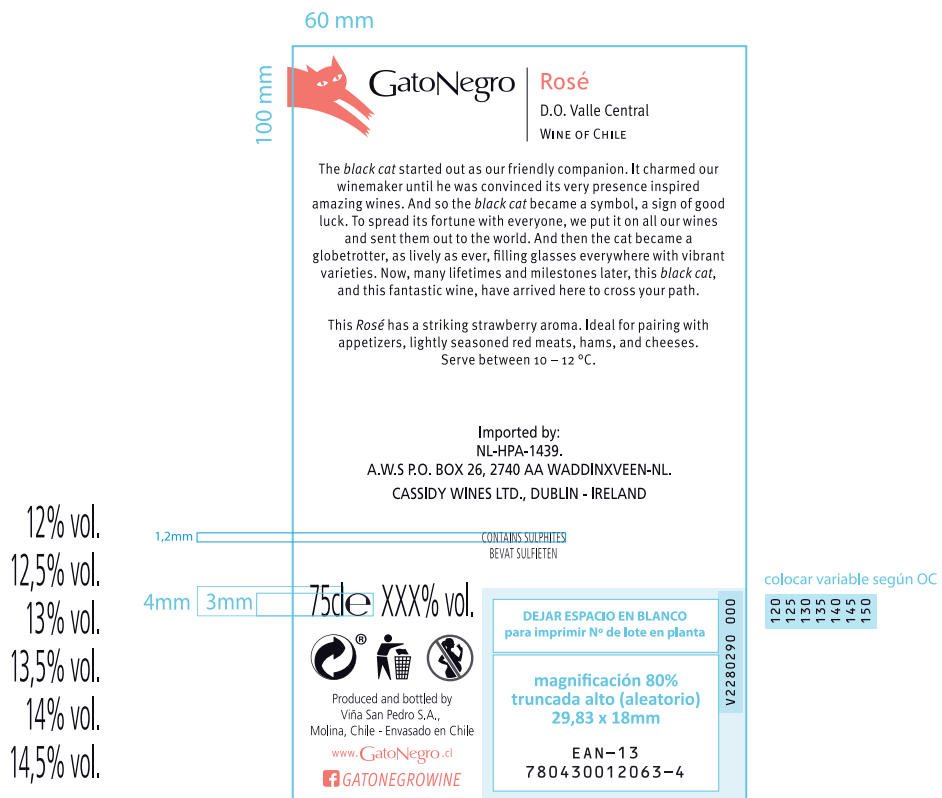 60 mm
100 mm
GatoNegro
Rosé
D.O. Valle Central
WINE OF CHILE
The black cat started out as our friendly companion. It charmed our
winemaker until he was convinced its very presence inspired
amazing wines. And so the black cat became a symbol, a sign of good
luck. To spread its fortune with everyone, we put it on all our wines
and sent them out to the world. And then the cat became a
globetrotter, as lively as ever, filling glasses everywhere with vibrant
varieties. Now, many lifetimes and milestones later, this black cat,
and this fantastic wine, have arrived here to cross your path.
This Rosé has a striking strawberry aroma. Ideal for pairing with
appetizers, lightly seasoned red meats, hams, and cheeses.
Serve between 10 – 12 °C.
Imported by:
NL-HPA-1439.
A.W.S P.O. BOX 26, 2740 AA WADDINXVEEN-NL.
CASSIDY WINES LTD., DUBLIN - IRELAND
12% vol.
12,5% vol.
13% vol.
13,5% vol.
14% vol.
14,5% vol.
1,2mm
CONTAINS SULPHITES
BEVAT SULFIETEN
4mm
3mm
75cl e XXX% vol.
®
Produced and bottled by
Viña San Pedro S.A.,
Molina, Chile - Envasado en Chile
www.GatoNegro.cl
GATONEGROWINE
DEJAR ESPACIO EN BLANCO
para imprimir Nº de lote en planta
magnificación 80%
truncada alto (aleatorio)
29,83 x 18mm
EAN-13
780430012063-4
V2280290 000
colocar variable según OC
120
125
130
135
140
145
150